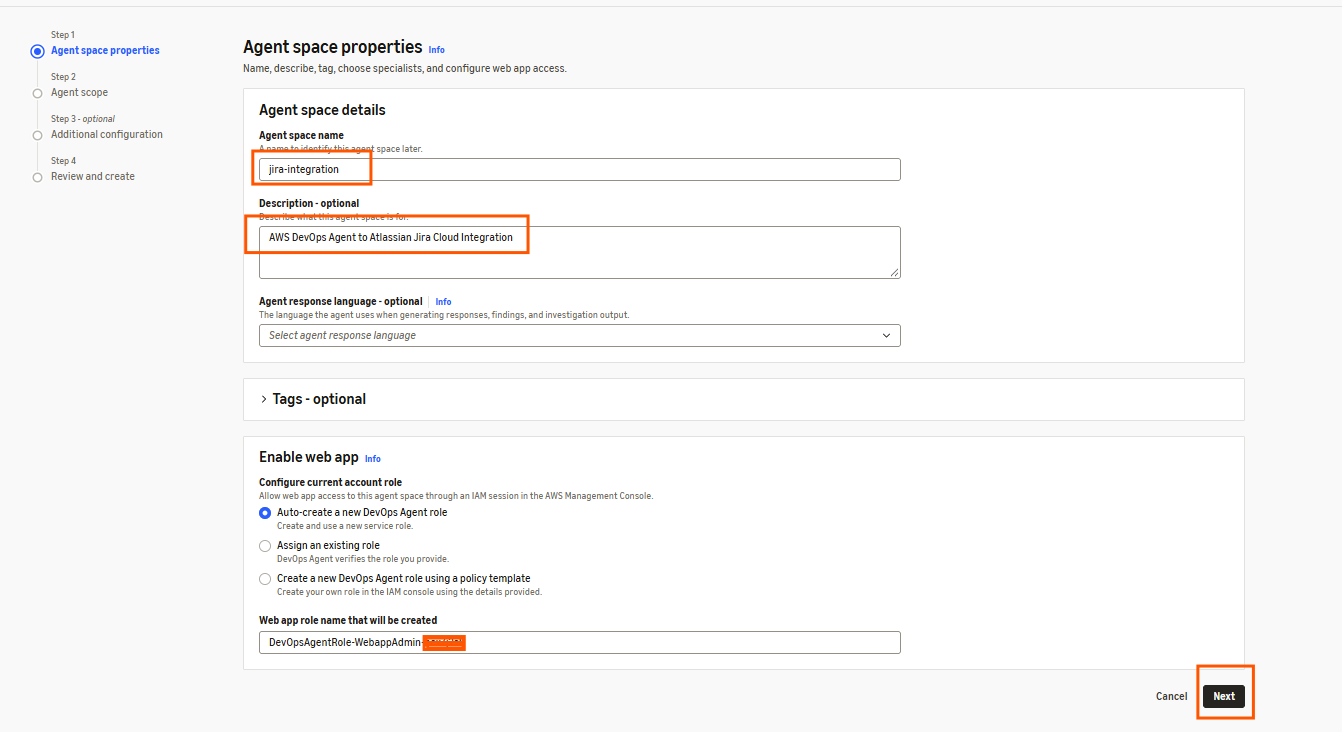 Step 1
Agent space properties
Step 2
Agent scope
Step 3 - optional
Additional configuration
Step 4
Review and create
Agent space properties Info
Name, describe, tag, choose specialists, and configure web app access.
Agent space details
Agent space name
A name to identify this agent space later.
jira-integration
Description - optional
Describe what this agent space is for.
AWS DevOps Agent to Atlassian Jira Cloud Integration
Agent response language - optional Info
The language the agent uses when generating responses, findings, and investigation output.
Select agent response language
Tags - optional
Enable web app Info
Configure current account role
Allow web app access to this agent space through an IAM session in the AWS Management Console.
Auto-create a new DevOps Agent role
Create and use a new service role.
Assign an existing role
DevOps Agent verifies the role you provide.
Create a new DevOps Agent role using a policy template
Create your own role in the IAM console using the details provided.
Web app role name that will be created
DevOpsAgentRole-WebappAdmin-
Cancel Next